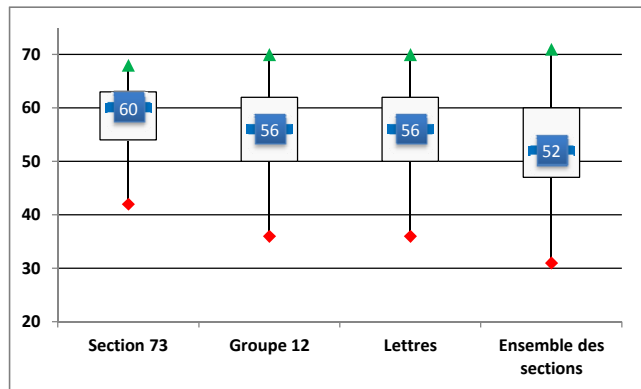 70
60
50
40
30
20
60
56
56
52
Section 73
Groupe 12
Lettres
Ensemble des
sections